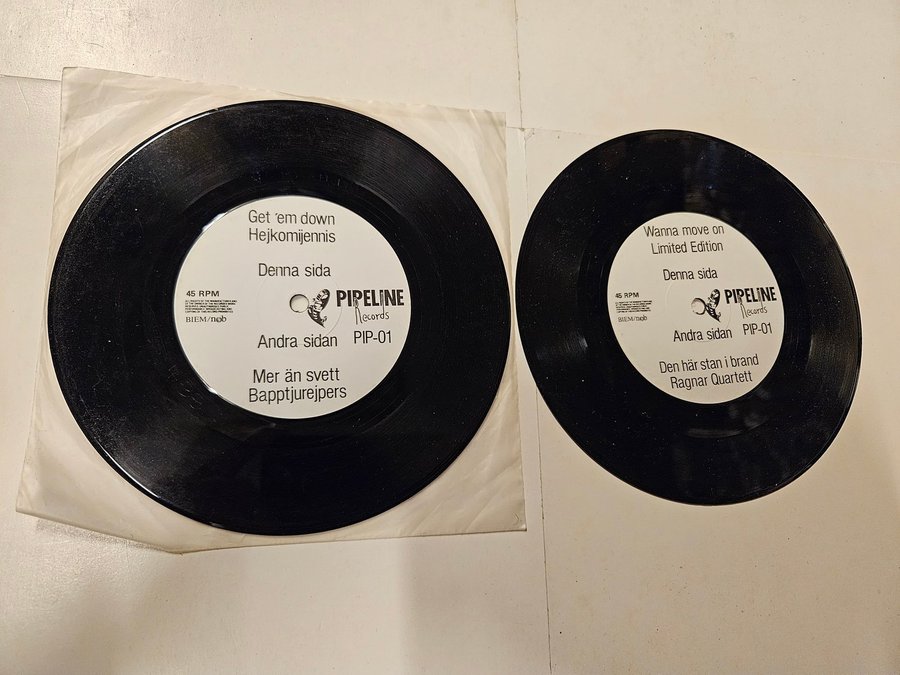 Get 'em down
Hejkomijennis
Denna sida
45 RPM
BIEM/n©b
PIPELINE
Records
Andra sidan
PIP-01
Mer än svett
Bapptjurejpers
Wanna move on
Limited Edition
Denna sida
45 RPM
BIEM/n©b
PIPELINE
Records
Andra sidan
PIP-01
Den här stan i brand
Ragnar Quartett